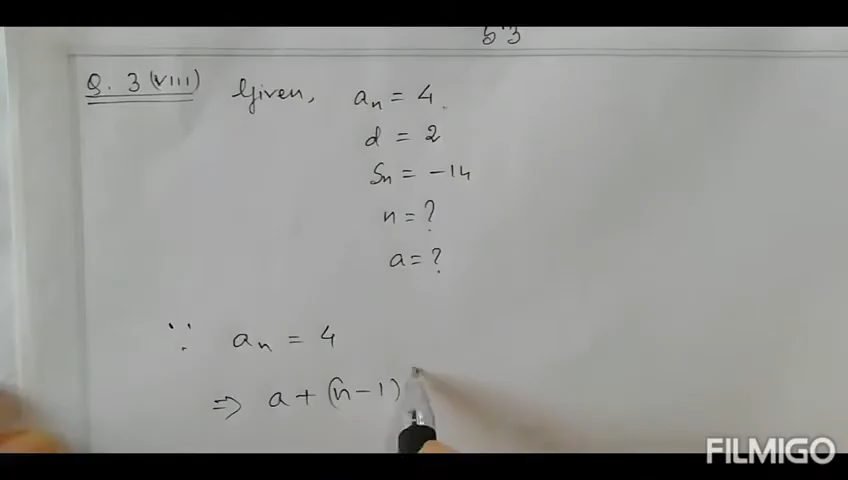 5.3
Q. 3 (VIII) Given, aₙ = 4
d = 2
Sₙ = -14
n = ?
a = ?
∵ aₙ = 4
⇒ a + (n - 1)
FILMIGO